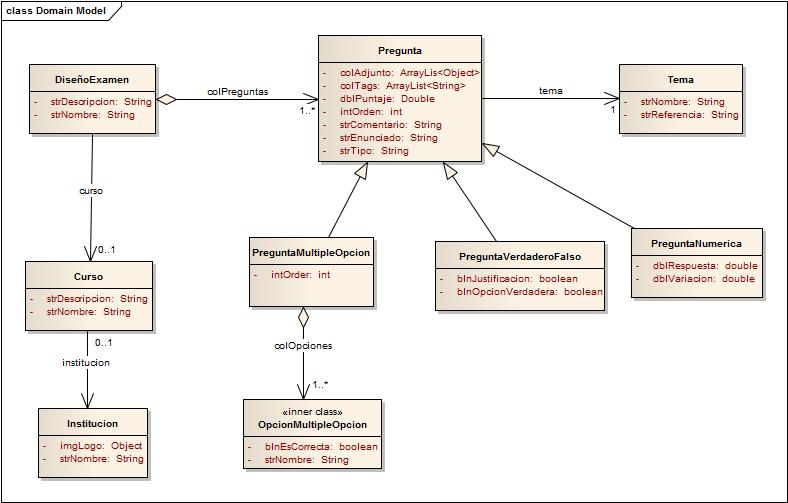 class Domain Model
Pregunta
- colAdjunto: ArrayLis<Object>
- colTags: ArrayList<String>
- dblPuntaje: Double
- intOrden: int
- strComentario: String
- strEnunciado: String
- strTipo: String
DiseñoExamen
- strDescripcion: String
- strNombre: String
colPreguntas
1..*
tema
1
Tema
- strNombre: String
- strReferencia: String
curso
0..1
Curso
- strDescripcion: String
- strNombre: String
0..1
institucion
Institucion
- imgLogo: Object
- strNombre: String
PreguntaMultipleOpcion
- intOrder: int
colOpciones
1..*
«inner class»
OpcionMultipleOpcion
- blnEsCorrecta: boolean
- strNombre: String
PreguntaVerdaderoFalso
- blnJustificacion: boolean
- blnOpcionVerdadera: boolean
PreguntaNumerica
- dblRespuesta: double
- dblVariacion: double